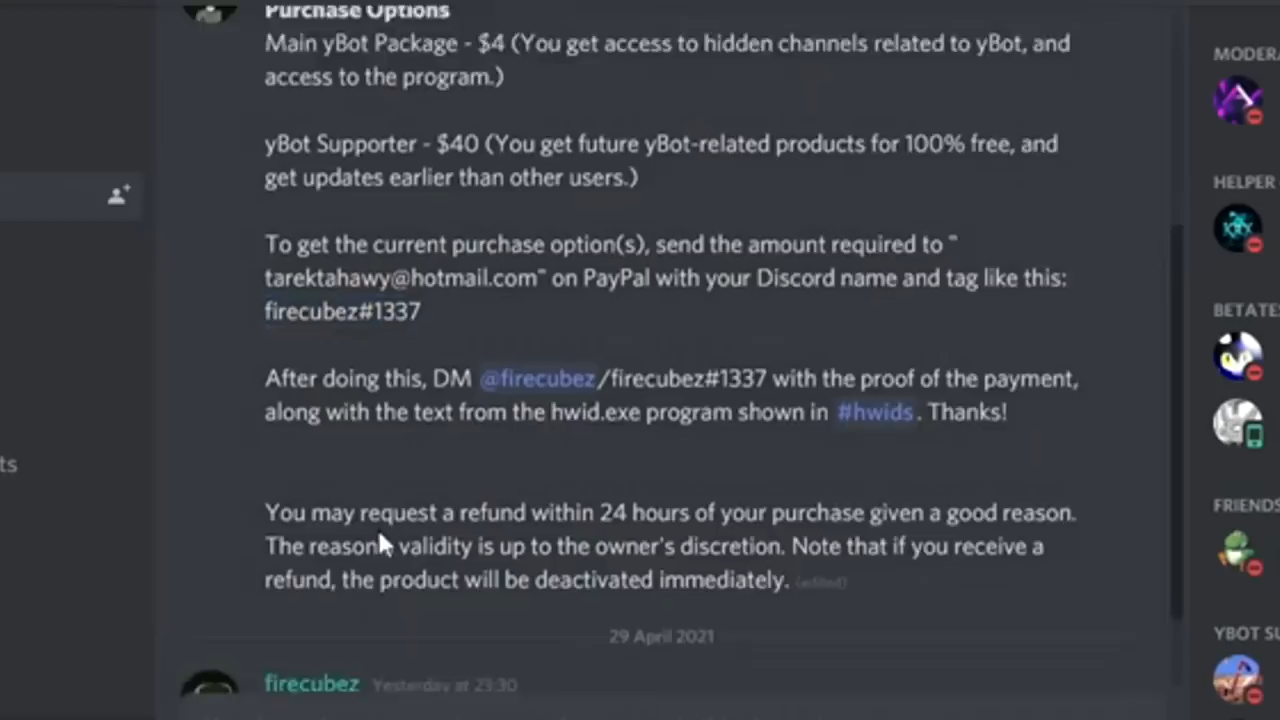 Purchase Options
Main yBot Package - $4 (You get access to hidden channels related to yBot, and
access to the program.)
yBot Supporter - $40 (You get future yBot-related products for 100% free, and
get updates earlier than other users.)
To get the current purchase option(s), send the amount required to "
tarektahawy@hotmail.com" on PayPal with your Discord name and tag like this:
firecubez#1337
After doing this, DM @firecubez/firecubez#1337 with the proof of the payment,
along with the text from the hwid.exe program shown in #hwids. Thanks!
You may request a refund within 24 hours of your purchase given a good reason.
The reason validity is up to the owner's discretion. Note that if you receive a
refund, the product will be deactivated immediately. (edited)
29 April 2021
firecubez Yesterday at 23:30
ts
MODERA
HELPER
BETATES
FRIENDS
YBOT SU